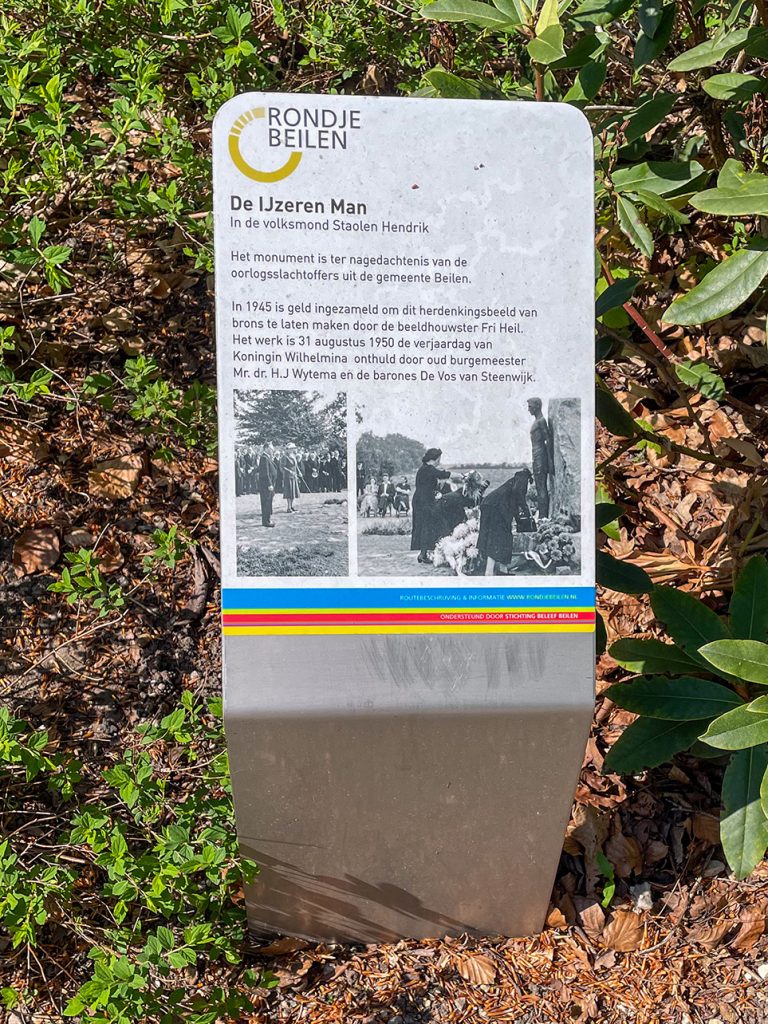 RONDJE
BEILEN
De IJzeren Man
In de volksmond Staolen Hendrik
Het monument is ter nagedachtenis van de
oorlogsslachtoffers uit de gemeente Beilen.
In 1945 is geld ingezameld om dit herdenkingsbeeld van
brons te laten maken door de beeldhouwster Fri Heil.
Het werk is 31 augustus 1950 de verjaardag van
Koningin Wilhelmina onthuld door oud burgemeester
Mr. dr. H.J Wytema en de barones De Vos van Steenwijk.
ROUTEBESCHRIJVING & INFORMATIE WWW.RONDJEBEILEN.NL
ONDERSTEUND DOOR STICHTING BELEEF BEILEN